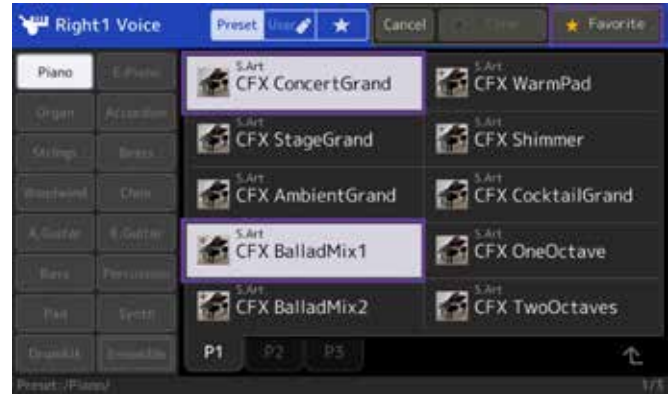 Right1 Voice Preset User Cancel Favorite
Piano E.Piano
Organ Accordion
Strings Brass
Woodwind Choir
A.Guitar E.Guitar
Bass Percussion
Pad Synth
DrumKit Ensemble
S.Art
CFX ConcertGrand
S.Art
CFX WarmPad
S.Art
CFX StageGrand
S.Art
CFX Shimmer
S.Art
CFX AmbientGrand
S.Art
CFX CocktailGrand
S.Art
CFX BalladMix1
S.Art
CFX OneOctave
S.Art
CFX BalladMix2
S.Art
CFX TwoOctaves
P1 P2 P3
Preset:/Piano/ 1/3